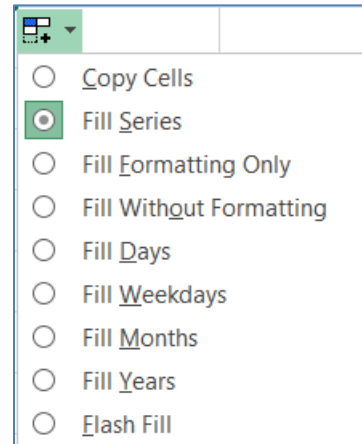 Copy Cells
Fill Series
Fill Formatting Only
Fill Without Formatting
Fill Days
Fill Weekdays
Fill Months
Fill Years
Flash Fill